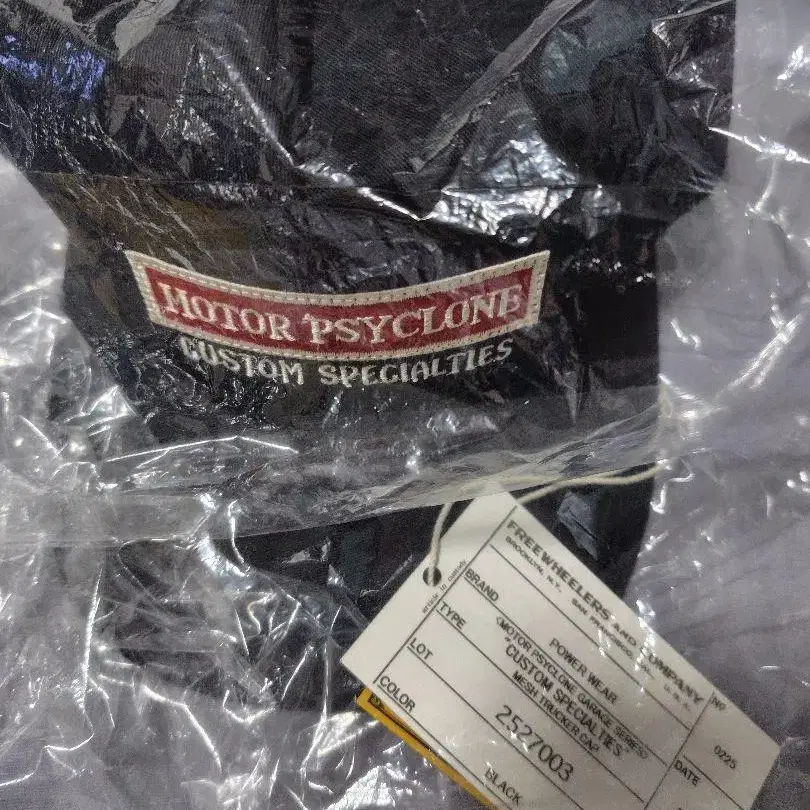 MOTOR PSYCLONE
CUSTOM SPECIALTIES
FREEWHEELERS AND COMPANY
BROOKLYN, N.Y. SAN FRANCISCO U.S.A.
BRAND
POWER WEAR
TYPE
(MOTOR PSYCLONE GARAGE SERIES)
"CUSTOM SPECIALTIES"
MESH TRUCKER CAP
LOT
2527003
COLOR
BLACK
Nº
0225
DATE